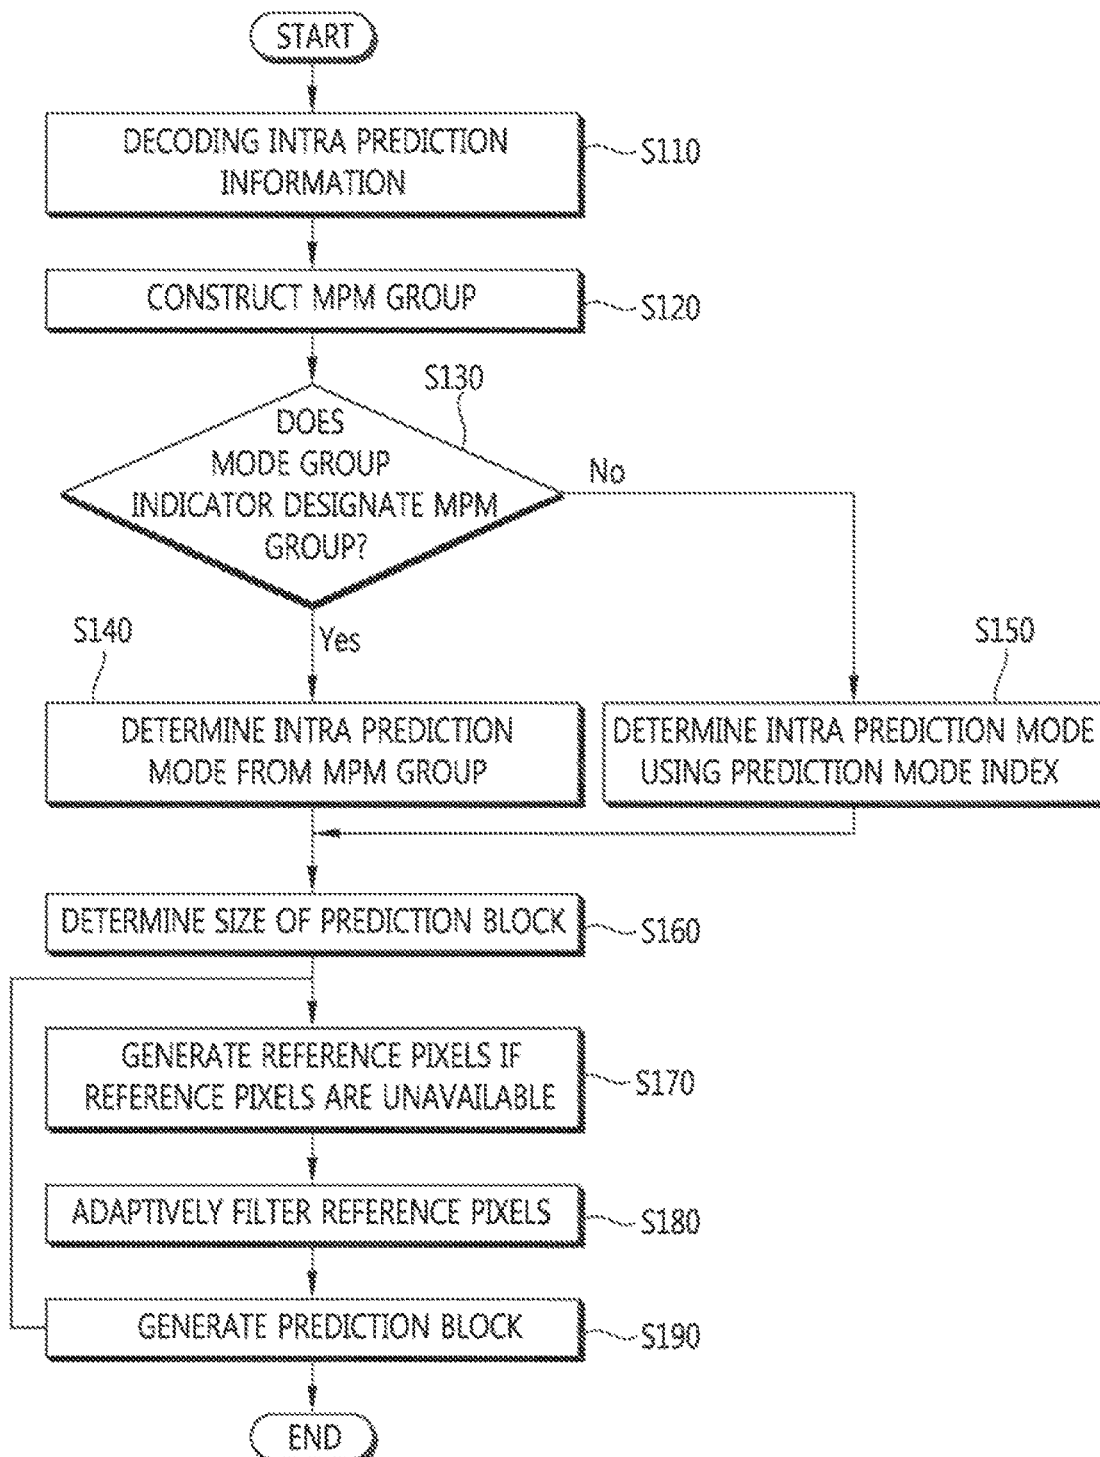 START
DECODING INTRA PREDICTION
INFORMATION
S110
CONSTRUCT MPM GROUP
S120
S130
DOES
MODE GROUP
INDICATOR DESIGNATE MPM
GROUP?
No
Yes
S140
S150
DETERMINE INTRA PREDICTION
MODE FROM MPM GROUP
DETERMINE INTRA PREDICTION MODE
USING PREDICTION MODE INDEX
DETERMINE SIZE OF PREDICTION BLOCK
S160
GENERATE REFERENCE PIXELS IF
REFERENCE PIXELS ARE UNAVAILABLE
S170
ADAPTIVELY FILTER REFERENCE PIXELS
S180
GENERATE PREDICTION BLOCK
S190
END